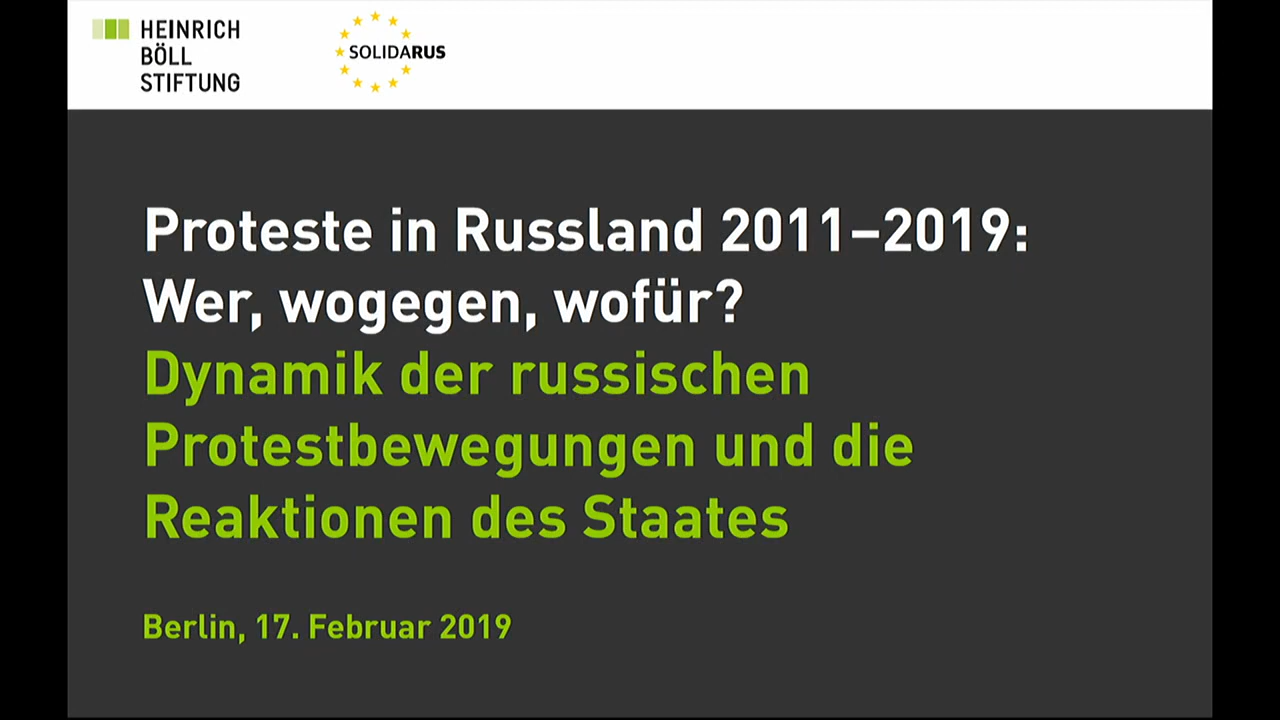 HEINRICH
BÖLL
STIFTUNG
SOLIDARUS
Proteste in Russland 2011–2019:
Wer, wogegen, wofür?
Dynamik der russischen
Protestbewegungen und die
Reaktionen des Staates
Berlin, 17. Februar 2019